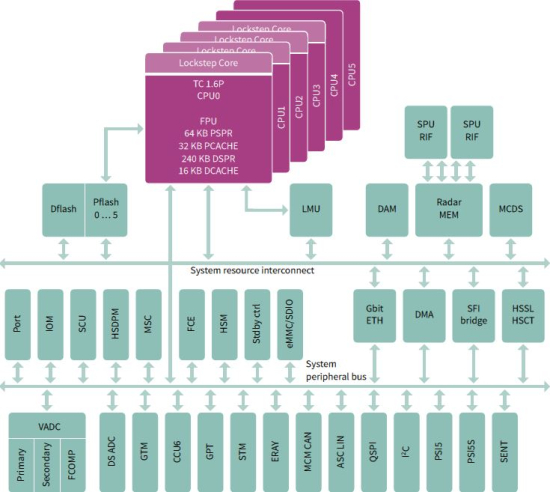 Lockstep Core
Lockstep Core
Lockstep Core
Lockstep Core
TC 1.6P
CPU0
FPU
64 KB PSPR
32 KB PCACHE
240 KB DSPR
16 KB DCACHE
CPU1
CPU2
CPU3
CPU4
CPU5
SPU
RIF
SPU
RIF
Dflash
Pflash
0 ... 5
LMU
DAM
Radar
MEM
MCDS
System resource interconnect
Port
IOM
SCU
HSDPM
MSC
FCE
HSM
Stdby ctrl
eMMC/SDIO
Gbit
ETH
DMA
SFI
bridge
HSSL
HSCT
System
peripheral bus
VADC
Primary
Secondary
FCOMP
DS ADC
GTM
CCU6
GPT
STM
ERAY
MCM CAN
ASC LIN
QSPI
I²C
PSI5
PSI5S
SENT